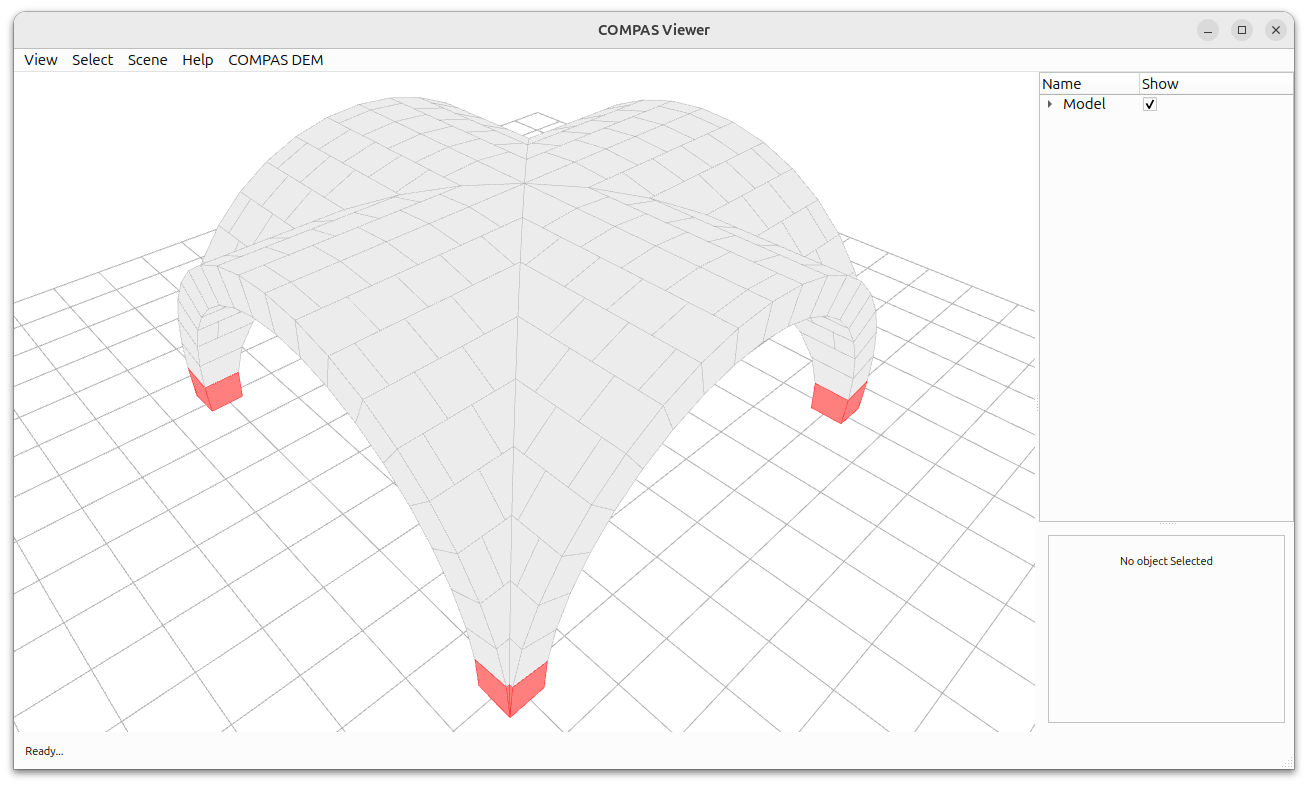 COMPAS Viewer
View Select Scene Help COMPAS DEM
Name Show
Model
No object Selected
Ready...